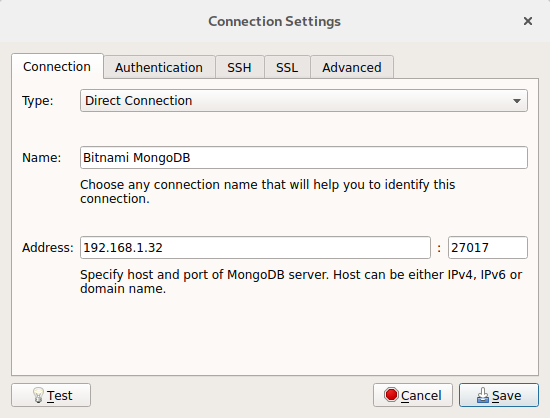 Connection Settings
Connection Authentication SSH SSL Advanced
Type: Direct Connection
Name: Bitnami MongoDB
Choose any connection name that will help you to identify this
connection.
Address: 192.168.1.32 : 27017
Specify host and port of MongoDB server. Host can be either IPv4, IPv6 or
domain name.
Test Cancel Save